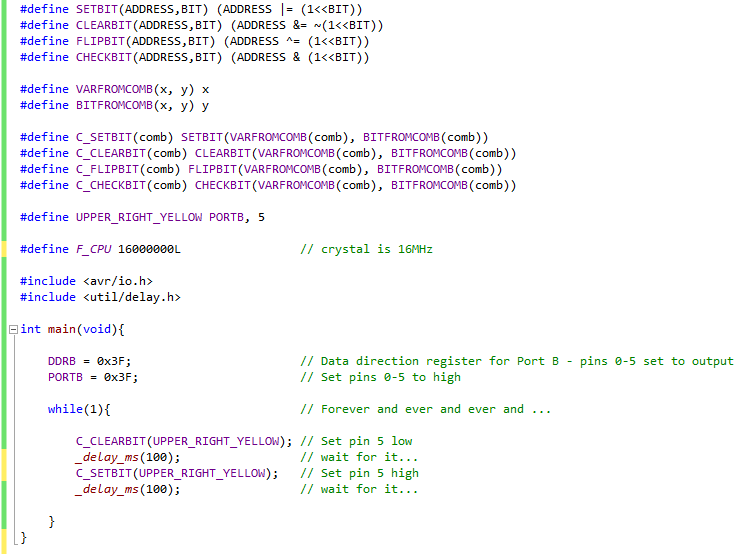 #define SETBIT(ADDRESS,BIT) (ADDRESS |= (1<<BIT))
#define CLEARBIT(ADDRESS,BIT) (ADDRESS &= ~(1<<BIT))
#define FLIPBIT(ADDRESS,BIT) (ADDRESS ^= (1<<BIT))
#define CHECKBIT(ADDRESS,BIT) (ADDRESS & (1<<BIT))

#define VARFROMCOMB(x, y) x
#define BITFROMCOMB(x, y) y

#define C_SETBIT(comb) SETBIT(VARFROMCOMB(comb), BITFROMCOMB(comb))
#define C_CLEARBIT(comb) CLEARBIT(VARFROMCOMB(comb), BITFROMCOMB(comb))
#define C_FLIPBIT(comb) FLIPBIT(VARFROMCOMB(comb), BITFROMCOMB(comb))
#define C_CHECKBIT(comb) CHECKBIT(VARFROMCOMB(comb), BITFROMCOMB(comb))

#define UPPER_RIGHT_YELLOW PORTB, 5

#define F_CPU 16000000L                 // crystal is 16MHz

#include <avr/io.h>
#include <util/delay.h>

int main(void){

    DDRB = 0x3F;                        // Data direction register for Port B - pins 0-5 set to output
    PORTB = 0x3F;                       // Set pins 0-5 to high

    while(1){                           // Forever and ever and ever and ...

        C_CLEARBIT(UPPER_RIGHT_YELLOW); // Set pin 5 low
        _delay_ms(100);                 // wait for it...
        C_SETBIT(UPPER_RIGHT_YELLOW);   // Set pin 5 high
        _delay_ms(100);                 // wait for it...

    }
}